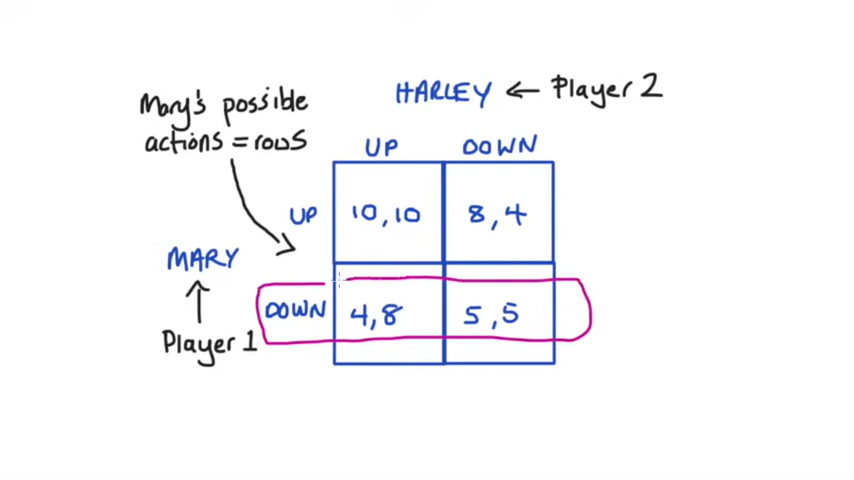 HARLEY ← Player 2
Mary's possible
actions = rows
UP DOWN
UP 10,10 8,4
MARY
DOWN 4,8 5,5
Player 1